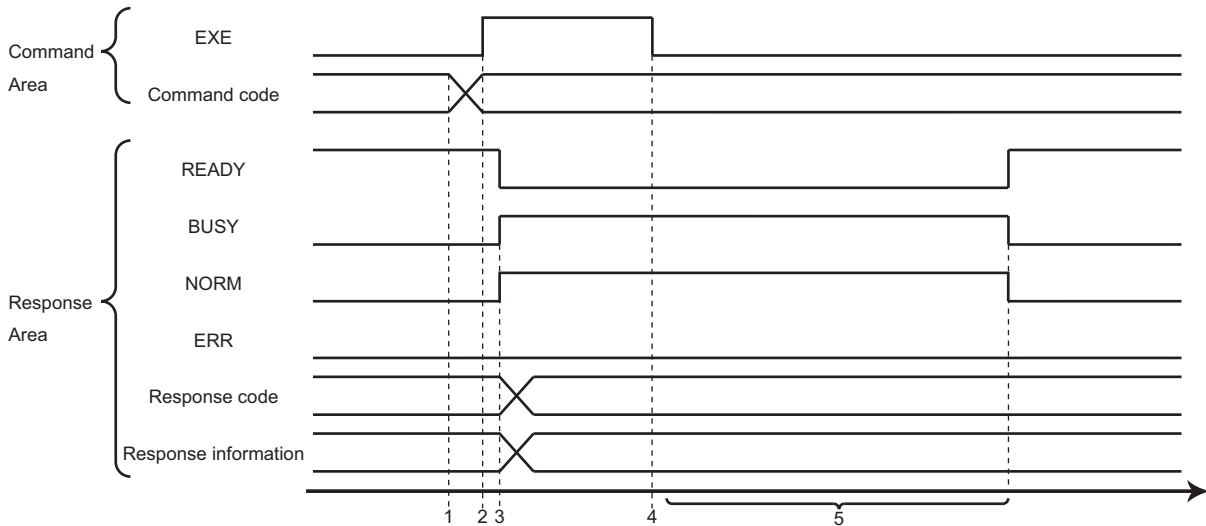 Command
Area
EXE
Command code
Response
Area
READY
BUSY
NORM
ERR
Response code
Response information
1 2 3 4 5